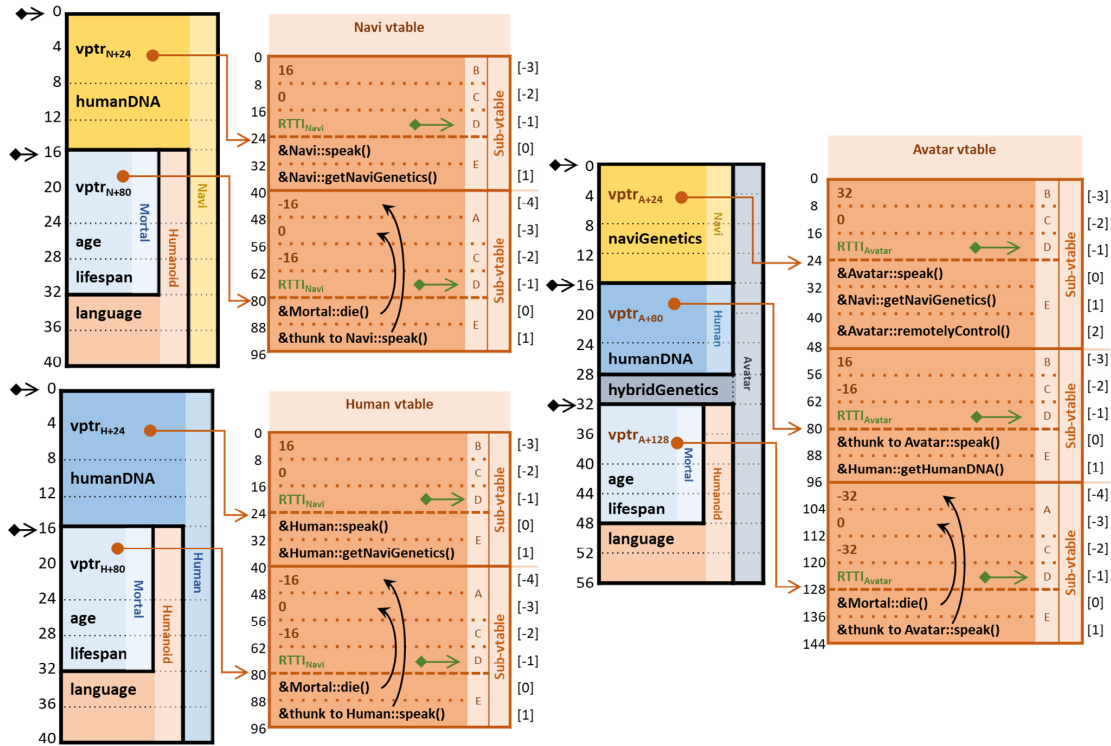 0
4
8
12
16
20
24
28
32
36
40
vptrN+24
humanDNA
vptrN+80
age
lifespan
language
Mortal
Humanoid
Navi
Navi vtable
0
8
16
24
32
40
48
56
62
80
88
96
16
0
RTTINavi
&Navi::speak()
&Navi::getNaviGenetics()
-16
0
-16
RTTINavi
&Mortal::die()
&thunk to Navi::speak()
B
C
D
E
A
C
D
E
Sub-vtable
Sub-vtable
[-3]
[-2]
[-1]
[0]
[1]
[-4]
[-3]
[-2]
[-1]
[0]
[1]
0
4
8
12
16
20
24
28
32
36
40
vptrH+24
humanDNA
vptrH+80
age
lifespan
language
Mortal
Humanoid
Human
Human vtable
0
8
16
24
32
40
48
56
62
80
88
96
16
0
RTTINavi
&Human::speak()
&Human::getNaviGenetics()
-16
0
-16
RTTINavi
&Mortal::die()
&thunk to Human::speak()
B
C
D
E
A
C
D
E
Sub-vtable
Sub-vtable
[-3]
[-2]
[-1]
[0]
[1]
[-4]
[-3]
[-2]
[-1]
[0]
[1]
0
4
8
12
16
20
24
28
32
36
40
44
48
52
56
vptrA+24
naviGenetics
vptrA+80
humanDNA
hybridGenetics
vptrA+128
age
lifespan
language
Navi
Human
Mortal
Humanoid
Avatar
Avatar vtable
0
8
16
24
32
40
48
56
62
80
88
96
104
112
120
128
136
144
32
0
RTTIAvatar
&Avatar::speak()
&Navi::getNaviGenetics()
&Avatar::remotelyControl()
16
-16
RTTIAvatar
&thunk to Avatar::speak()
&Human::getHumanDNA()
-32
0
-32
RTTIAvatar
&Mortal::die()
&thunk to Avatar::speak()
B
C
D
E
B
C
D
E
A
C
D
E
Sub-vtable
Sub-vtable
Sub-vtable
[-3]
[-2]
[-1]
[0]
[1]
[2]
[-3]
[-2]
[-1]
[0]
[1]
[-4]
[-3]
[-2]
[-1]
[0]
[1]